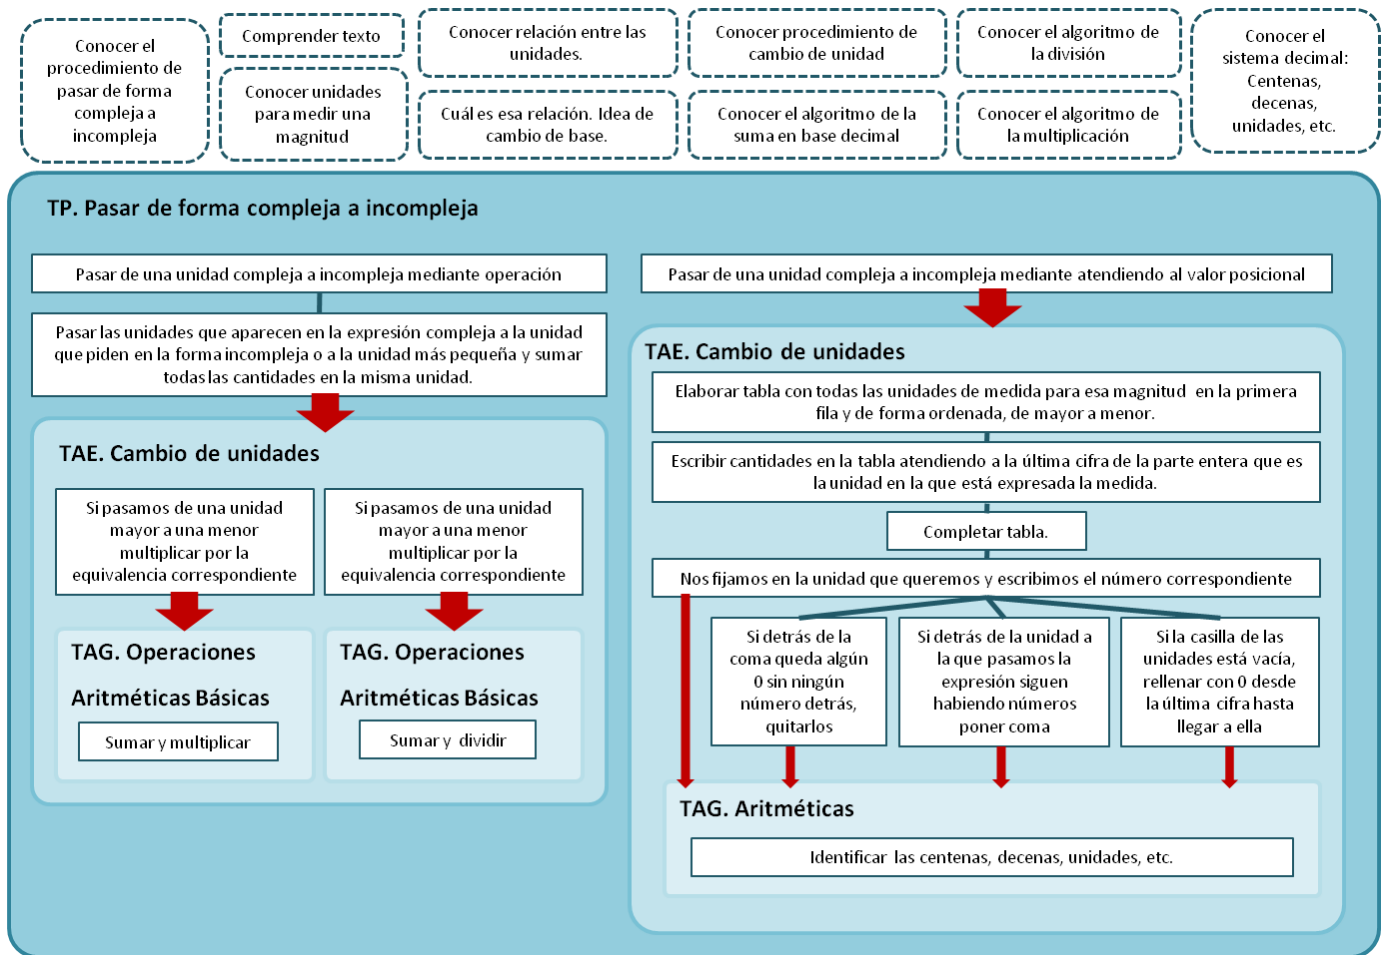 Conocer el
procedimiento de
pasar de forma
compleja a
incompleja
Comprender texto
Conocer unidades
para medir una
magnitud
Conocer relación entre las
unidades.
Cuál es esa relación. Idea de
cambio de base.
Conocer procedimiento de
cambio de unidad
Conocer el algoritmo de la
suma en base decimal
Conocer el algoritmo de
la división
Conocer el algoritmo de
la multiplicación
Conocer el
sistema decimal:
Centenas,
decenas,
unidades, etc.
TP. Pasar de forma compleja a incompleja
Pasar de una unidad compleja a incompleja mediante operación
Pasar las unidades que aparecen en la expresión compleja a la unidad
que piden en la forma incompleja o a la unidad más pequeña y sumar
todas las cantidades en la misma unidad.
TAE. Cambio de unidades
Si pasamos de una unidad
mayor a una menor
multiplicar por la
equivalencia correspondiente
Si pasamos de una unidad
mayor a una menor
multiplicar por la
equivalencia correspondiente
TAG. Operaciones
Aritméticas Básicas
Sumar y multiplicar
TAG. Operaciones
Aritméticas Básicas
Sumar y dividir
Pasar de una unidad compleja a incompleja mediante atendiendo al valor posicional
TAE. Cambio de unidades
Elaborar tabla con todas las unidades de medida para esa magnitud en la primera
fila y de forma ordenada, de mayor a menor.
Escribir cantidades en la tabla atendiendo a la última cifra de la parte entera que es
la unidad en la que está expresada la medida.
Completar tabla.
Nos fijamos en la unidad que queremos y escribimos el número correspondiente
Si detrás de la
coma queda algún
0 sin ningún
número detrás,
quitarlos
Si detrás de la unidad a
la que pasamos la
expresión siguen
habiendo números
poner coma
Si la casilla de las
unidades está vacía,
rellenar con 0 desde
la última cifra hasta
llegar a ella
TAG. Aritméticas
Identificar las centenas, decenas, unidades, etc.